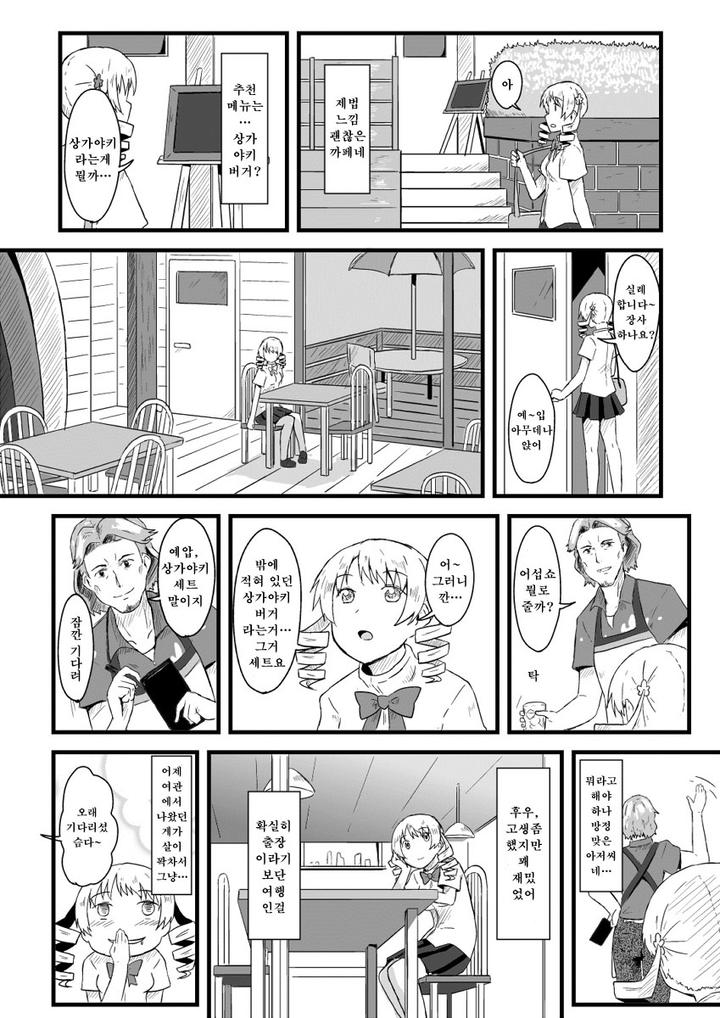 아
제법
느낌
괜찮은
까페네
추천
메뉴는
…
상가
야키
버거?
상가야키
라는게
뭘까…
실례
합니다~
장사
하나요?
예~입
아무데나
앉어
어섭쇼
뭘로
줄까?
탁
어~
그러니
깐…
밖에
적혀 있던
상가야키
버거
라는거…
그거
세트요
예압,
상가야키
세트
말이지
잠깐 기다려
뭐라고
해야
하나
방정
맞은
아저씨
네…
후우,
고생좀
했지만
꽤
재밌
었어
확실히
출장
이라기
보단
여행
인걸
어제
여관
에서
나왔던
게가
살이
꽉차서
그냥…
오래
기다리셨
습다~